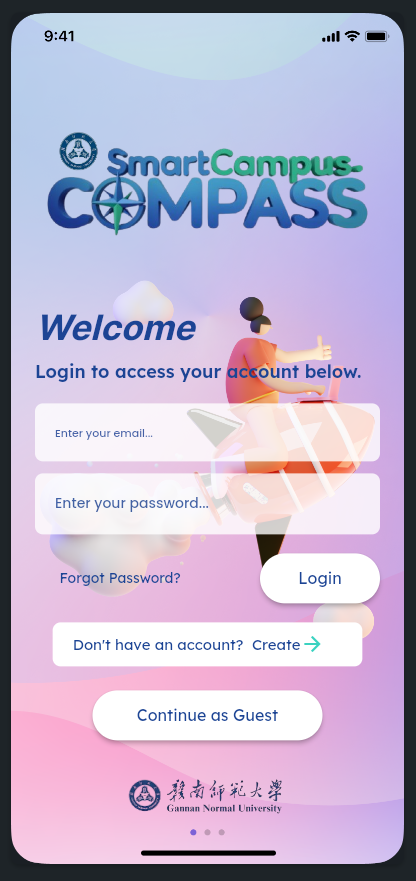 9:41
SmartCampus-
COMPASS
Welcome
Login to access your account below.
Enter your email...
Enter your password...
Forgot Password?
Login
Don't have an account? Create
Continue as Guest
赣南师范大学
Gannan Normal University